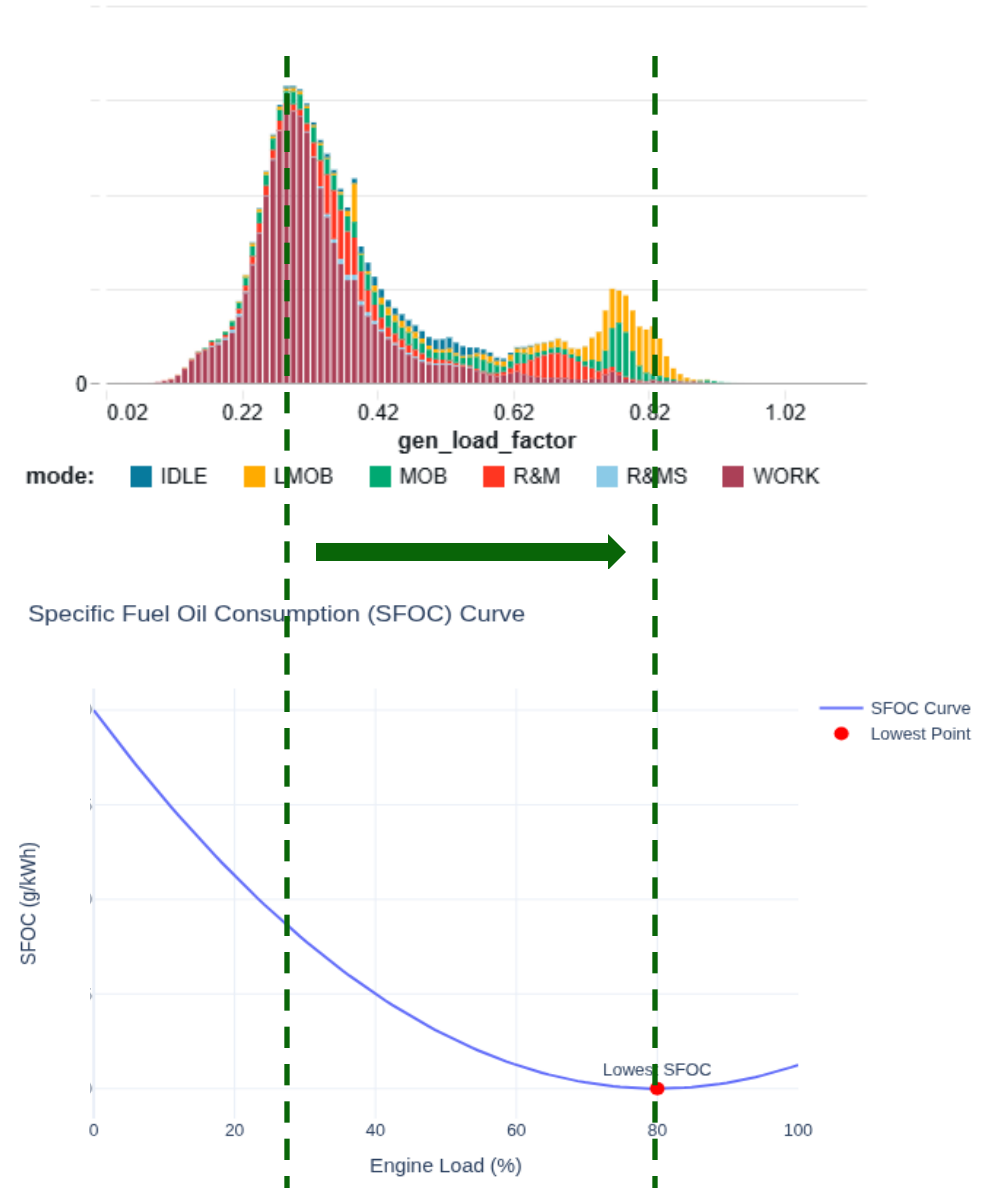 0
0.02 0.22 0.42 0.62 0.82 1.02
gen_load_factor
mode: IDLE LMOB MOB R&M R&MS WORK
Specific Fuel Oil Consumption (SFOC) Curve
SFOC Curve
Lowest Point
SFOC (g/kWh)
Lowest SFOC
0 20 40 60 80 100
Engine Load (%)